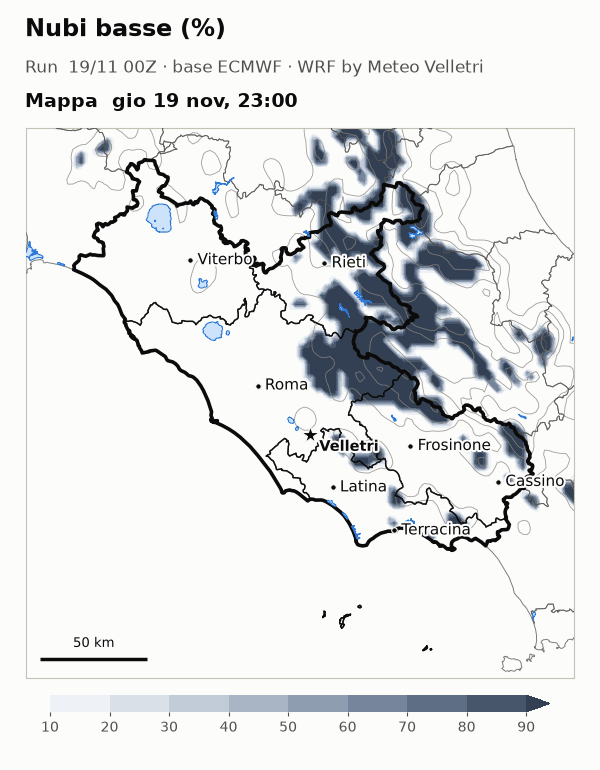 Nubi basse (%)
Run  19/11 00Z · base ECMWF · WRF by Meteo Velletri
Mappa  gio 19 nov, 23:00
Viterbo
Rieti
Roma
Velletri
Frosinone
Cassino
Latina
Terracina
50 km
10 20 30 40 50 60 70 80 90